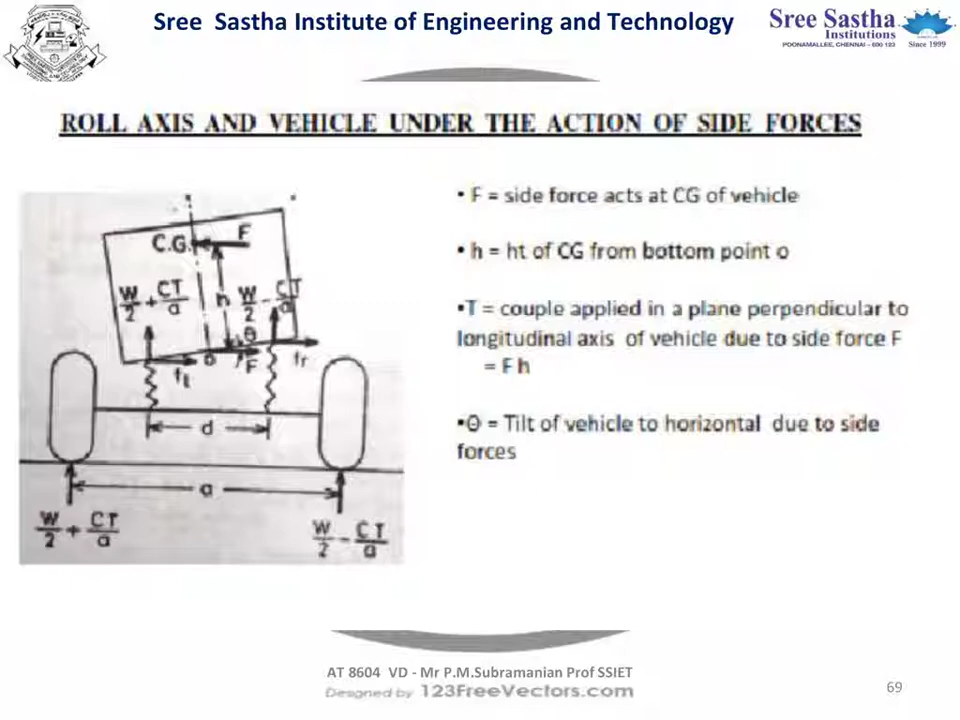 Sree Sastha Institute of Engineering and Technology
Sree Sastha
Institutions
POONAMALLEE, CHENNAI – 600 123
Since 1999
ROLL AXIS AND VEHICLE UNDER THE ACTION OF SIDE FORCES
• F = side force acts at CG of vehicle
• h = ht of CG from bottom point o
•T = couple applied in a plane perpendicular to
longitudinal axis of vehicle due to side force F
= F h
•θ = Tilt of vehicle to horizontal due to side
forces
C.G.
F
W/2 + CT/a
h
W/2 - CT/a
θ
o
F
d
a
W/2 + CT/a
W/2 - CT/a
AT 8604 VD - Mr P.M.Subramanian Prof SSIET
Designed by 123FreeVectors.com
69